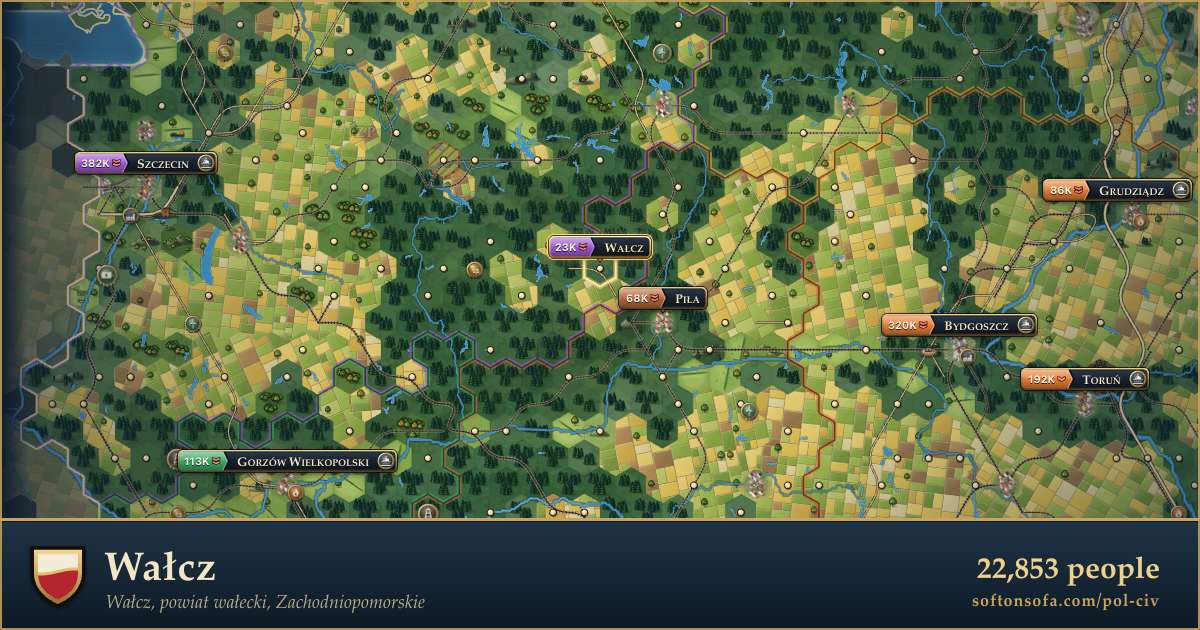 382K Szczecin
86K Grudziądz
23K Wałcz
68K Piła
320K Bydgoszcz
192K Toruń
113K Gorzów Wielkopolski
Wałcz
Wałcz, powiat wałecki, Zachodniopomorskie
22,853 people
softonsofa.com/pol-civ